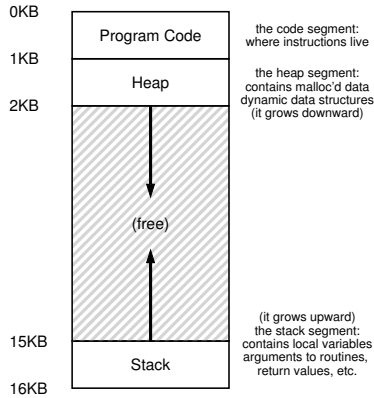 0KB
Program Code
the code segment:
where instructions live
1KB
Heap
the heap segment:
contains malloc'd data
dynamic data structures
(it grows downward)
2KB
(free)
(it grows upward)
the stack segment:
contains local variables
arguments to routines,
return values, etc.
15KB
Stack
16KB